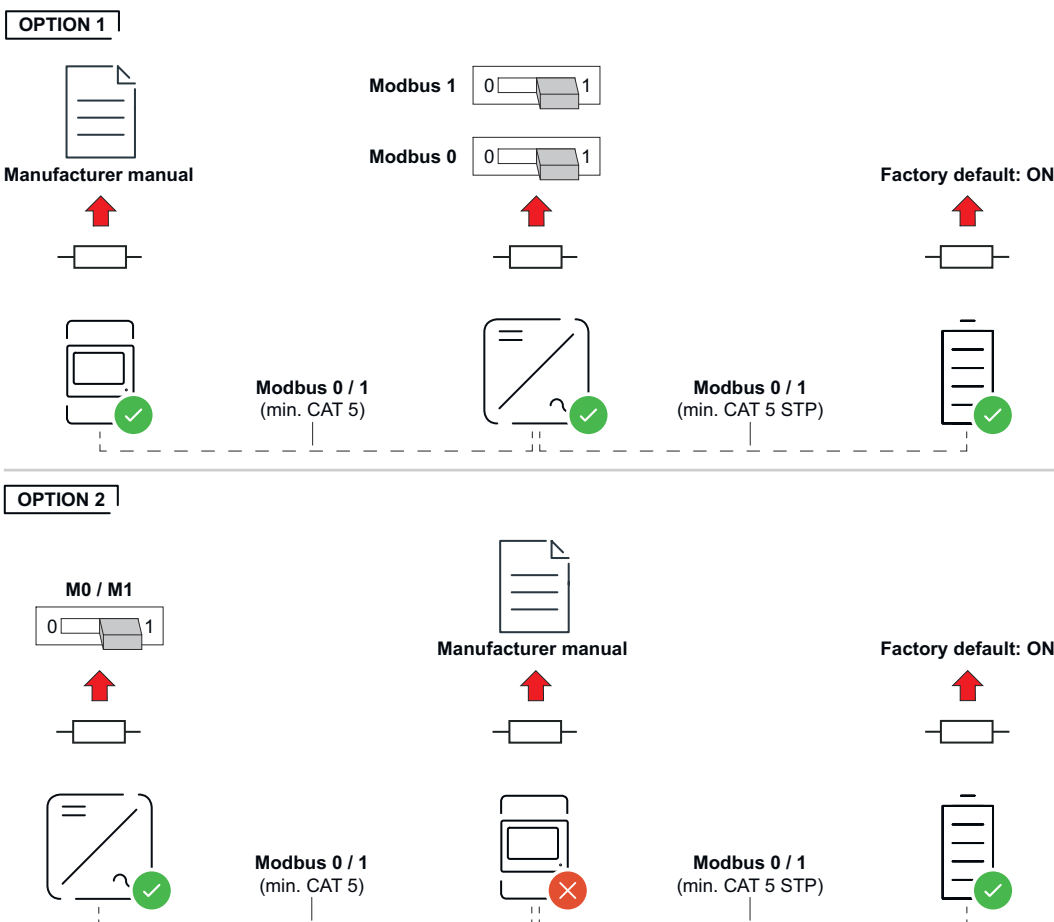 OPTION 1
Modbus 1 0 1
Modbus 0 0 1
Manufacturer manual
Factory default: ON
Modbus 0 / 1
(min. CAT 5)
Modbus 0 / 1
(min. CAT 5 STP)
OPTION 2
M0 / M1
0 1
Manufacturer manual
Factory default: ON
Modbus 0 / 1
(min. CAT 5)
Modbus 0 / 1
(min. CAT 5 STP)